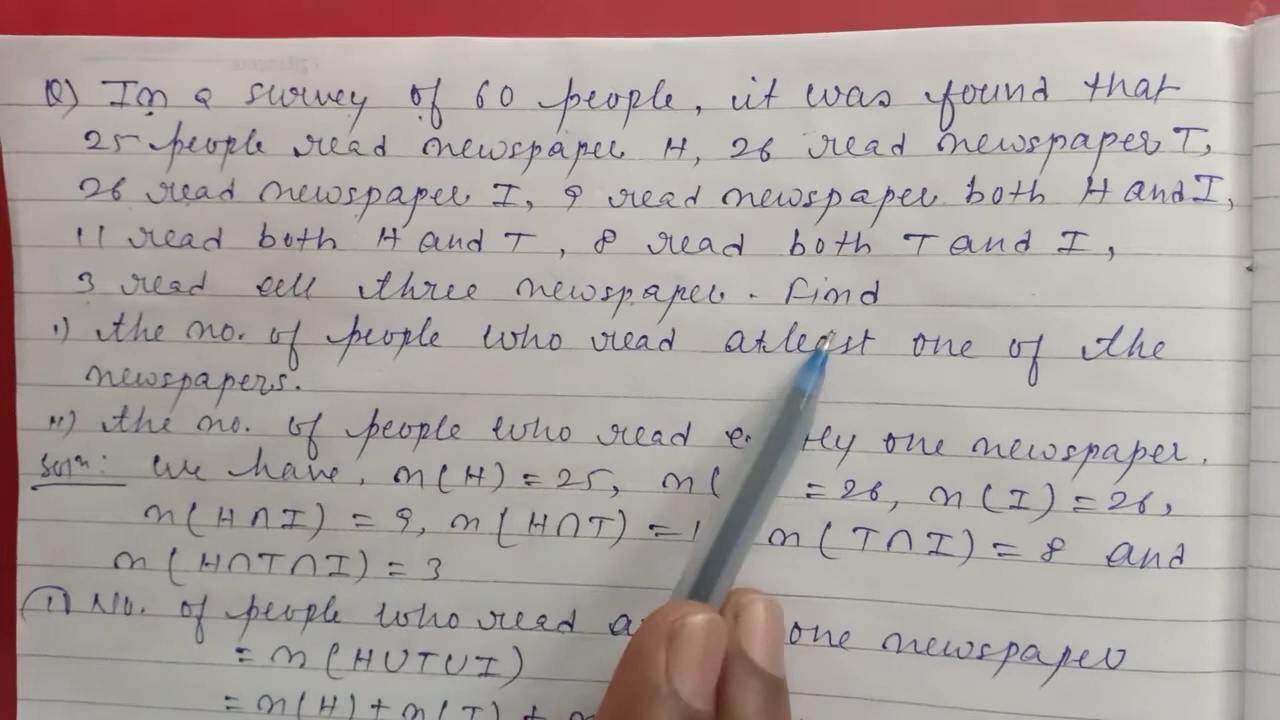 Q) In a survey of 60 people, it was found that
25 people read newspaper H, 26 read newspaper T,
26 read newspaper I, 9 read newspaper both H and I,
11 read both H and T, 8 read both T and I,
3 read all three newspaper. Find
i) the no. of people who read atleast one of the
newspapers.
ii) the no. of people who read one newspaper.
Solⁿ: We have, n(H) = 25, n( = 26, n(I) = 26,
n(H∩I) = 9, n(H∩T) = 1 n(T∩I) = 8 and
n(H∩T∩I) = 3
(i) No. of people who read one newspaper
= n(H∪T∪I)
= n(H) + n(T) +